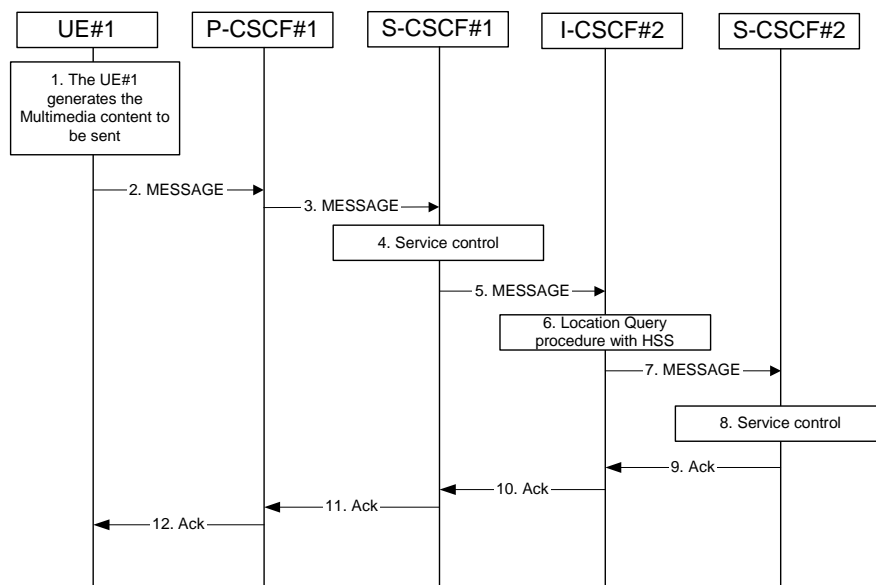 UE#1
P-CSCF#1
S-CSCF#1
I-CSCF#2
S-CSCF#2
1. The UE#1
generates the
Multimedia content to
be sent
2. MESSAGE
3. MESSAGE
4. Service control
5. MESSAGE
6. Location Query
procedure with HSS
7. MESSAGE
8. Service control
9. Ack
10. Ack
11. Ack
12. Ack